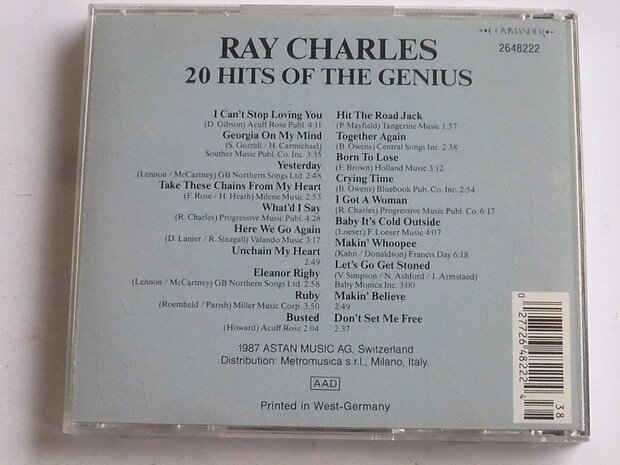 COMMANDER
2648222
RAY CHARLES
20 HITS OF THE GENIUS
I Can't Stop Loving You
(D. Gibson) Acuff Rose Publ. 4:11
Georgia On My Mind
(S. Gorrell / H. Carmichael)
Souther Music Publ. Co. Inc. 3:35
Yesterday
(Lennon / McCartney) GB Northern Songs Ltd. 2:48
Take These Chains From My Heart
(F. Rose / H. Heath) Milene Music 2:53
What'd I Say
(R. Charles) Progressive Music Publ. 4:28
Here We Go Again
(D. Lanier / R. Steagall) Valando Music 3:17
Unchain My Heart
2:49
Eleanor Rigby
(Lennon / McCartney) GB Northern Songs Ltd. 2:58
Ruby
(Roemheld / Parish) Miller Music Corp. 3:50
Busted
(Howard) Acuff Rose 2:04
Hit The Road Jack
(P. Mayfield) Tangerine Music 1:57
Together Again
(B. Owens) Central Songs Inc. 2:38
Born To Lose
(F. Brown) Holland Music 3:12
Crying Time
(B. Owens) Bluebook Pub. Co. Inc. 2:54
I Got A Woman
(R. Charles) Progressive Music Pul. Co. 6:17
Baby It's Cold Outside
(Loeser) F. Loeser Music 4:07
Makin' Whoopee
(Kahn / Donaldson) Francis Day 6:18
Let's Go Get Stoned
(V Simpson / N. Ashford / J. Armstaed)
Baby Monica Inc. 3:00
Makin' Believe
2:49
Don't Set Me Free
2:37
1987 ASTAN MUSIC AG, Switzerland
Distribution: Metromusica s.r.l., Milano, Italy.
AAD
Printed in West-Germany
0 27726 48222 4
38